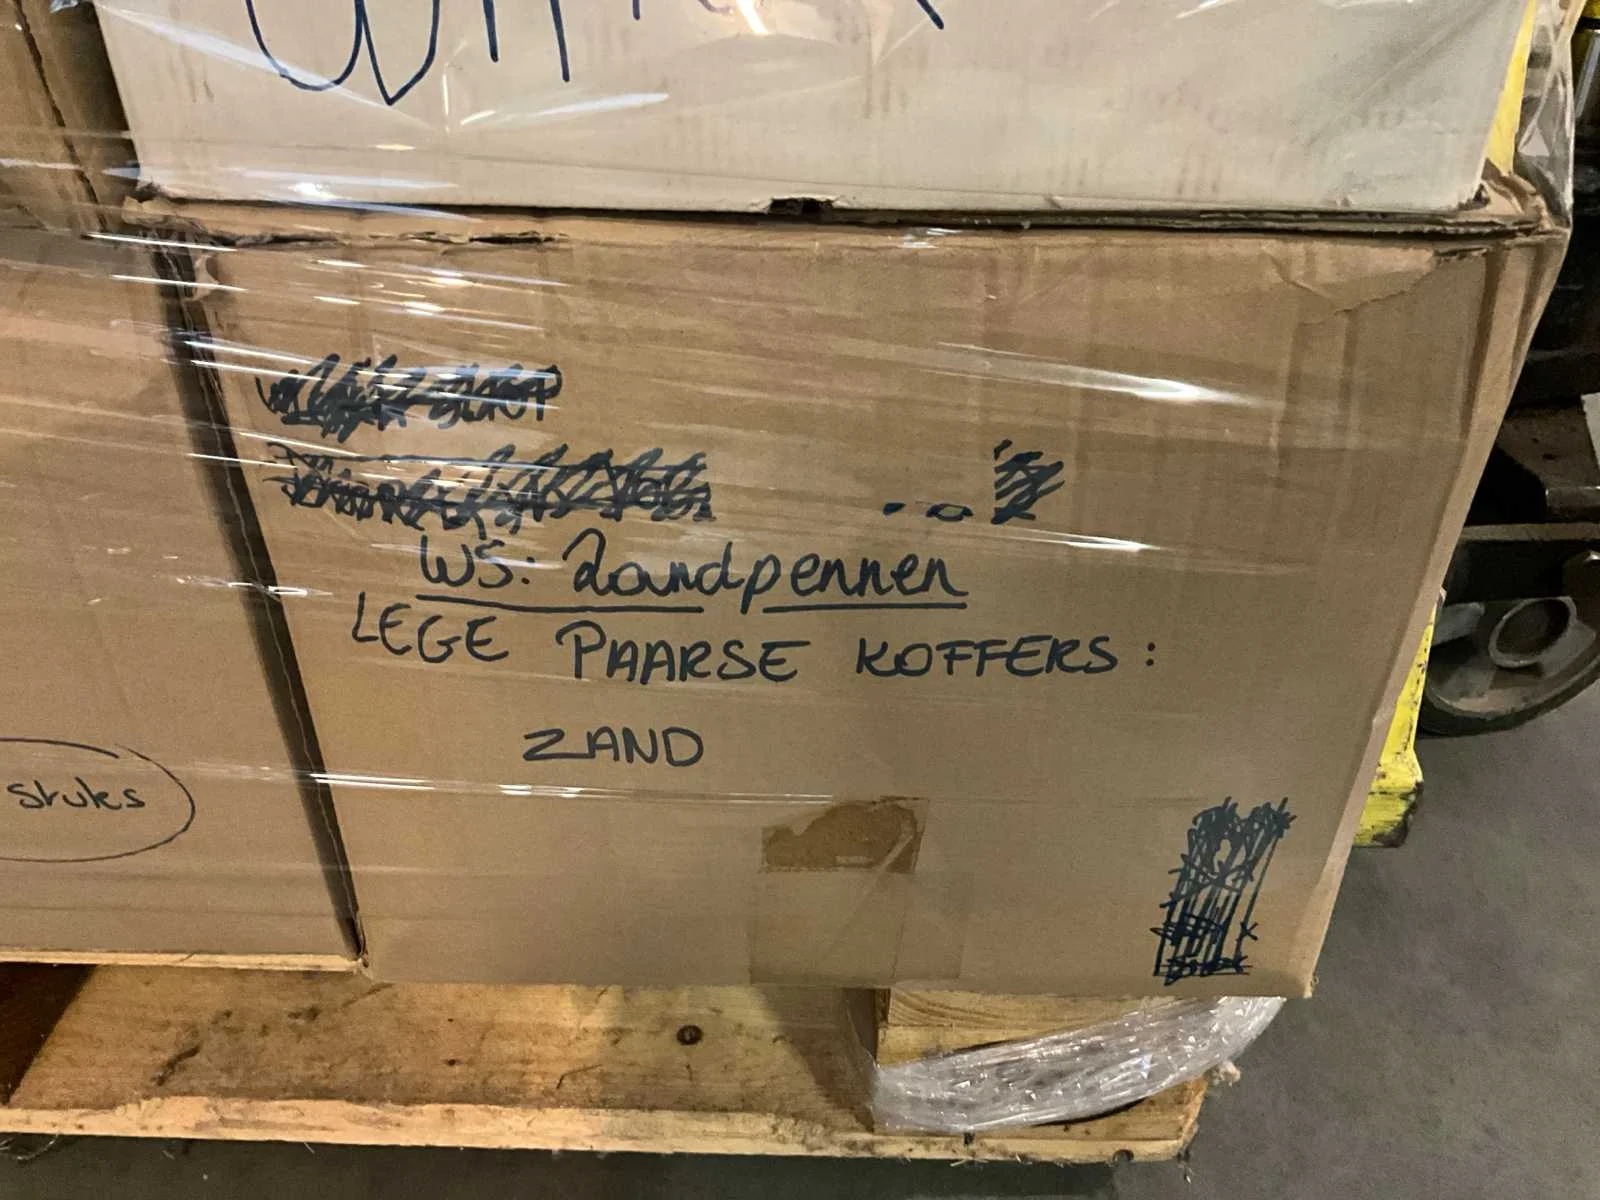 WS: Zandpennen
LEGE PAARSE KOFFERS:
ZAND
stuks